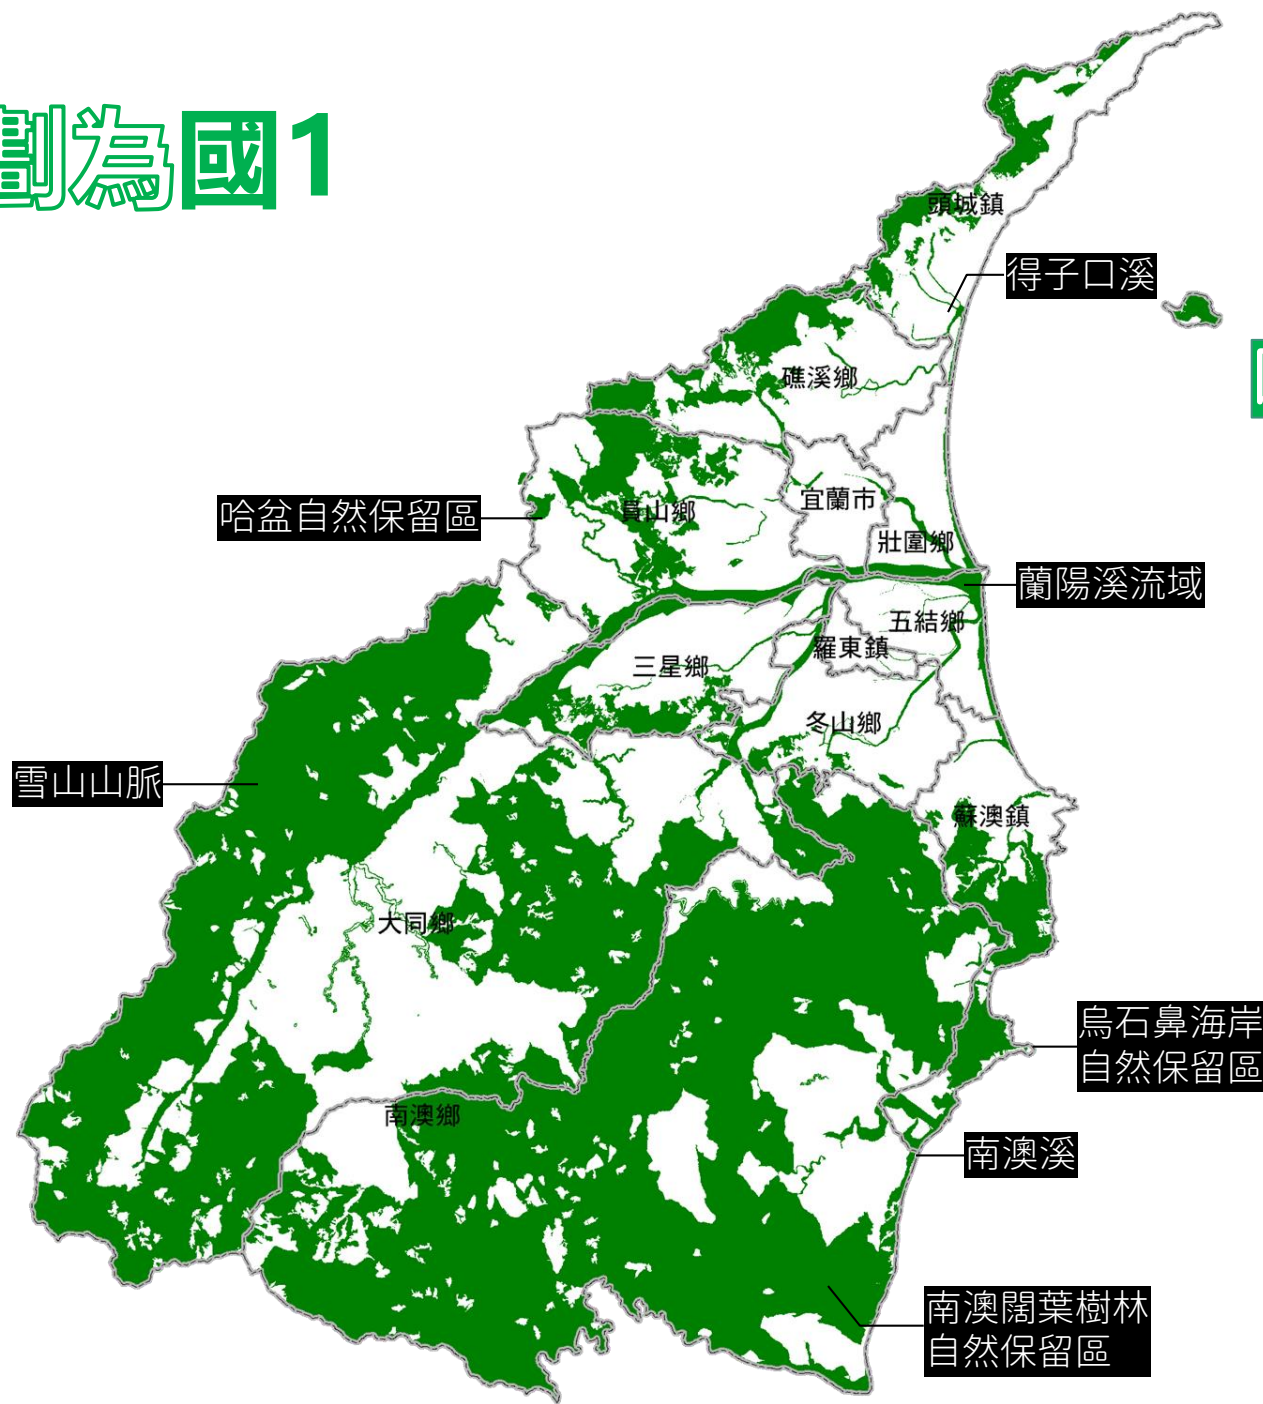 劃為國1
頭城鎮
得子口溪
礁溪鄉
哈盆自然保留區
員山鄉
宜蘭市
壯圍鄉
蘭陽溪流域
五結鄉
羅東鎮
三星鄉
冬山鄉
雪山山脈
蘇澳鎮
大同鄉
烏石鼻海岸
自然保留區
南澳鄉
南澳溪
南澳闊葉樹林
自然保留區